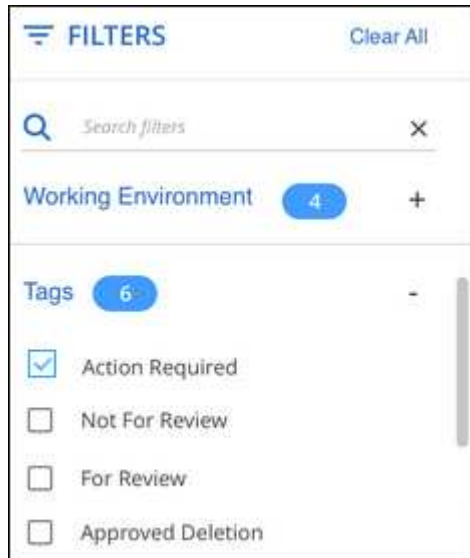 FILTERS Clear All
Search filters ×
Working Environment 4 +
Tags 6 -
Action Required
Not For Review
For Review
Approved Deletion